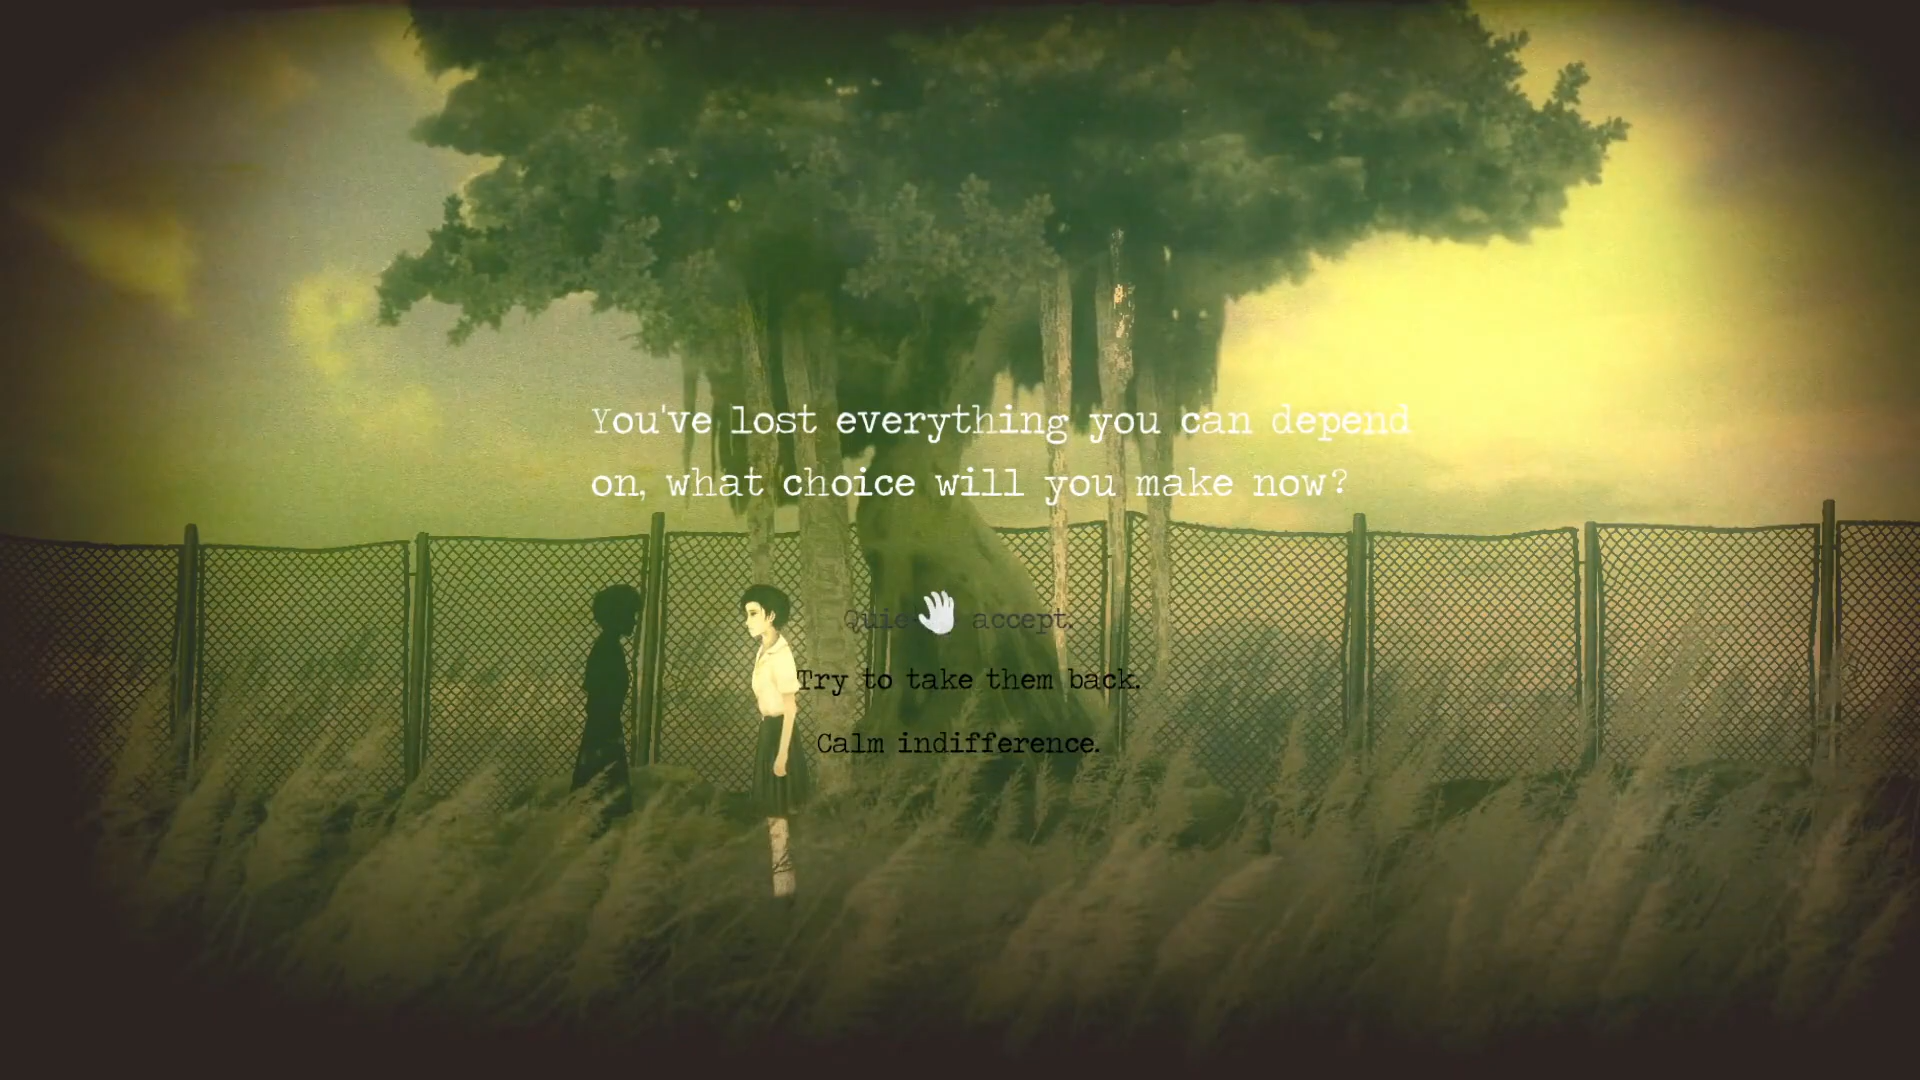 You've lost everything you can depend
on, what choice will you make now?
accept.
Try to take them back.
Calm indifference.